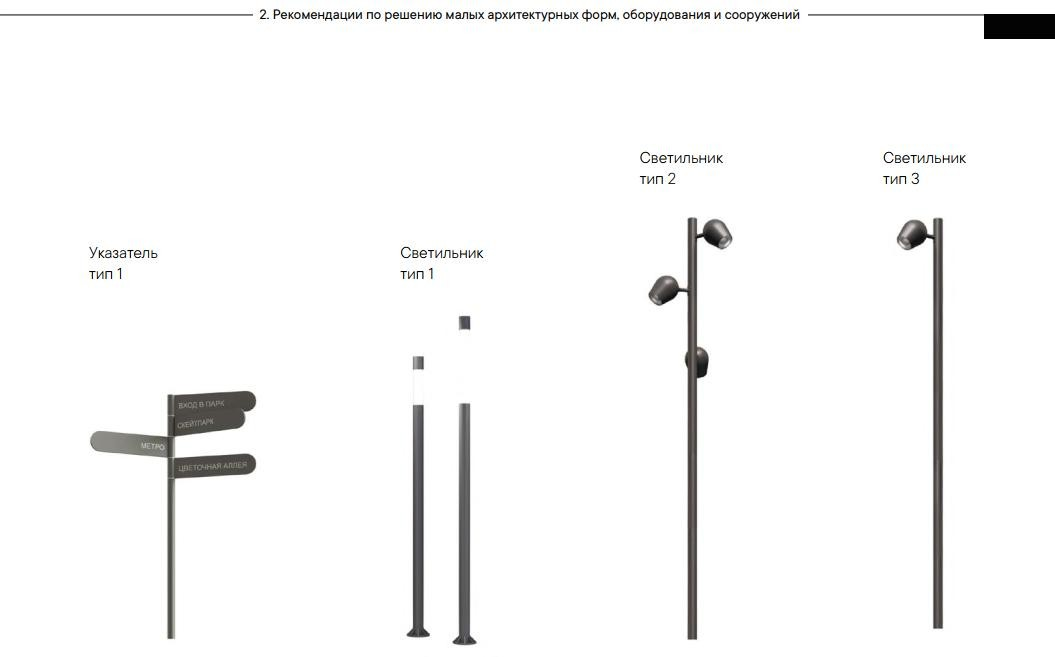 2. Рекомендации по решению малых архитектурных форм, оборудования и сооружений
Светильник
тип 2
Светильник
тип 3
Указатель
тип 1
Светильник
тип 1
ВХОД В ПАРК
СКЕЙТПАРК
МЕТРО
ЦВЕТОЧНАЯ АЛЛЕЯ